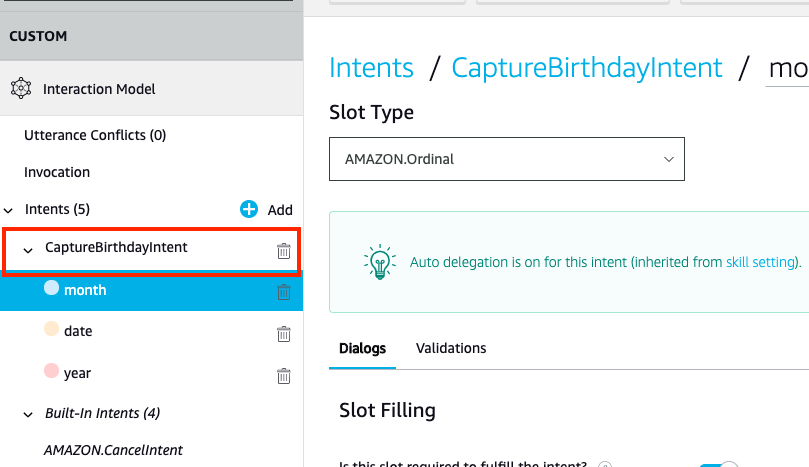 CUSTOM
Interaction Model
Utterance Conflicts (0)
Invocation
Intents (5)
Add
CaptureBirthdayIntent
month
date
year
Built-In Intents (4)
AMAZON.CancelIntent
Intents / CaptureBirthdayIntent / mo
Slot Type
AMAZON.Ordinal
Auto delegation is on for this intent (inherited from skill setting).
Dialogs Validations
Slot Filling
Is this slot required to fulfill the intent?